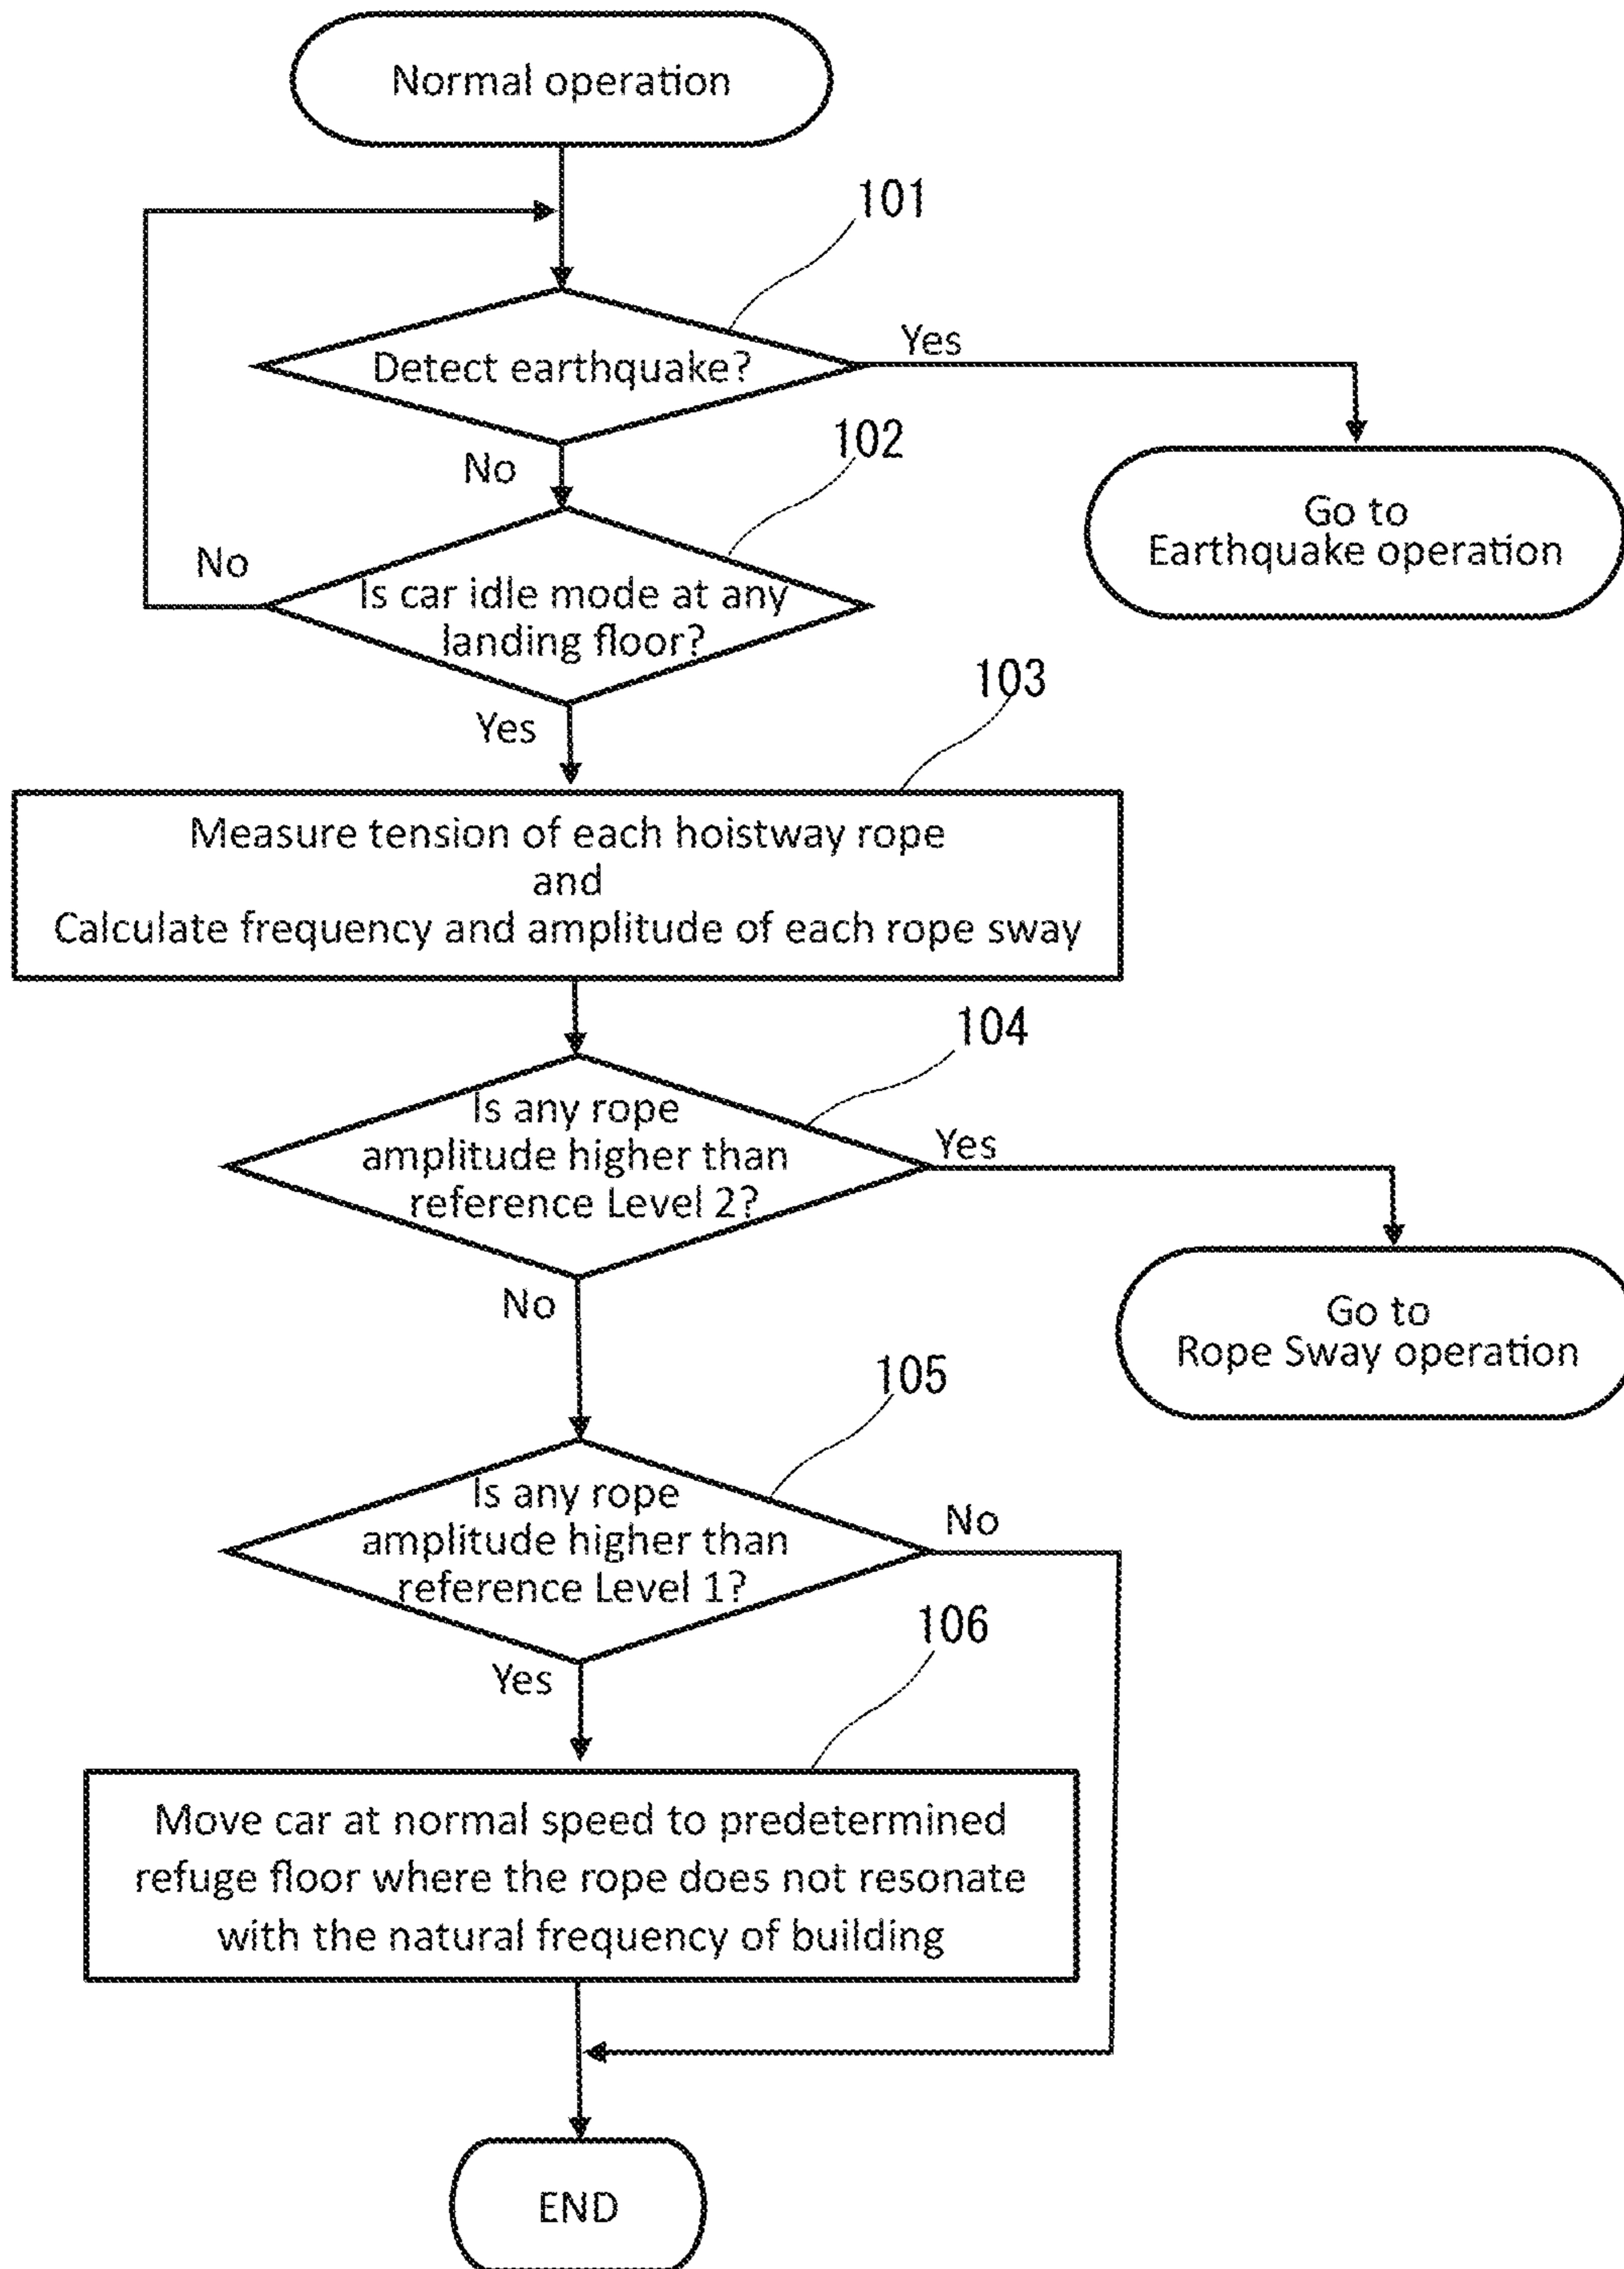 Normal operation
101
Detect earthquake?
Yes
No
Go to
Earthquake operation
102
Is car idle mode at any
landing floor?
No
Yes
103
Measure tension of each hoistway rope
and
Calculate frequency and amplitude of each rope sway
104
Is any rope
amplitude higher than
reference Level 2?
Yes
No
Go to
Rope Sway operation
105
Is any rope
amplitude higher than
reference Level 1?
No
Yes
106
Move car at normal speed to predetermined
refuge floor where the rope does not resonate
with the natural frequency of building
END